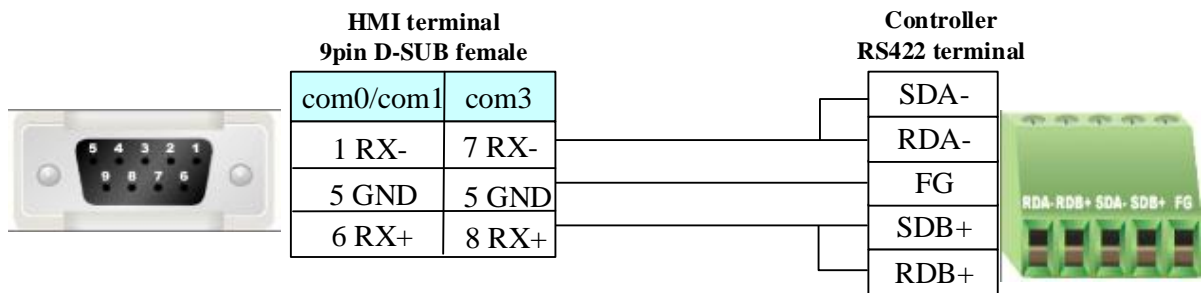 HMI terminal
9pin D-SUB female
Controller
RS422 terminal
com0/com1 com3
1 RX- 7 RX-
5 GND 5 GND
6 RX+ 8 RX+
SDA-
RDA-
FG
SDB+
RDB+
5 4 3 2 1
9 8 7 6
RDA- RDB+ SDA- SDB+ FG